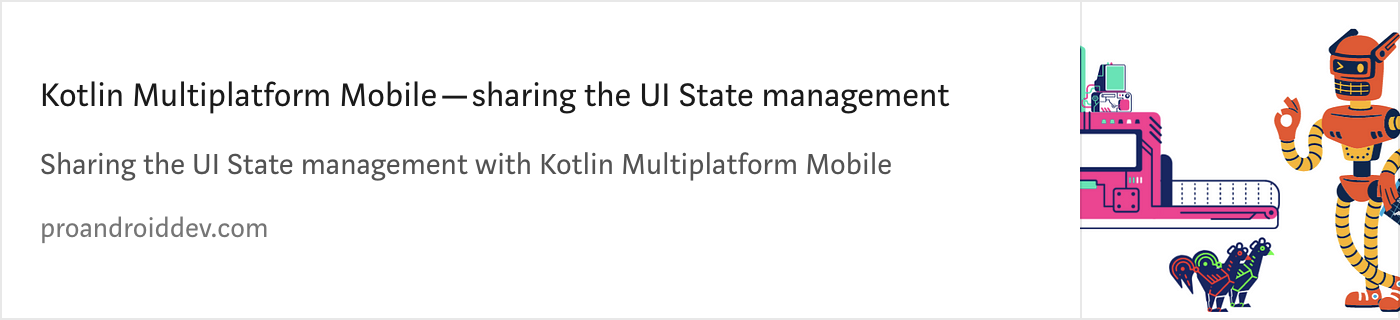 Kotlin Multiplatform Mobile — sharing the UI State management
Sharing the UI State management with Kotlin Multiplatform Mobile
proandroiddev.com